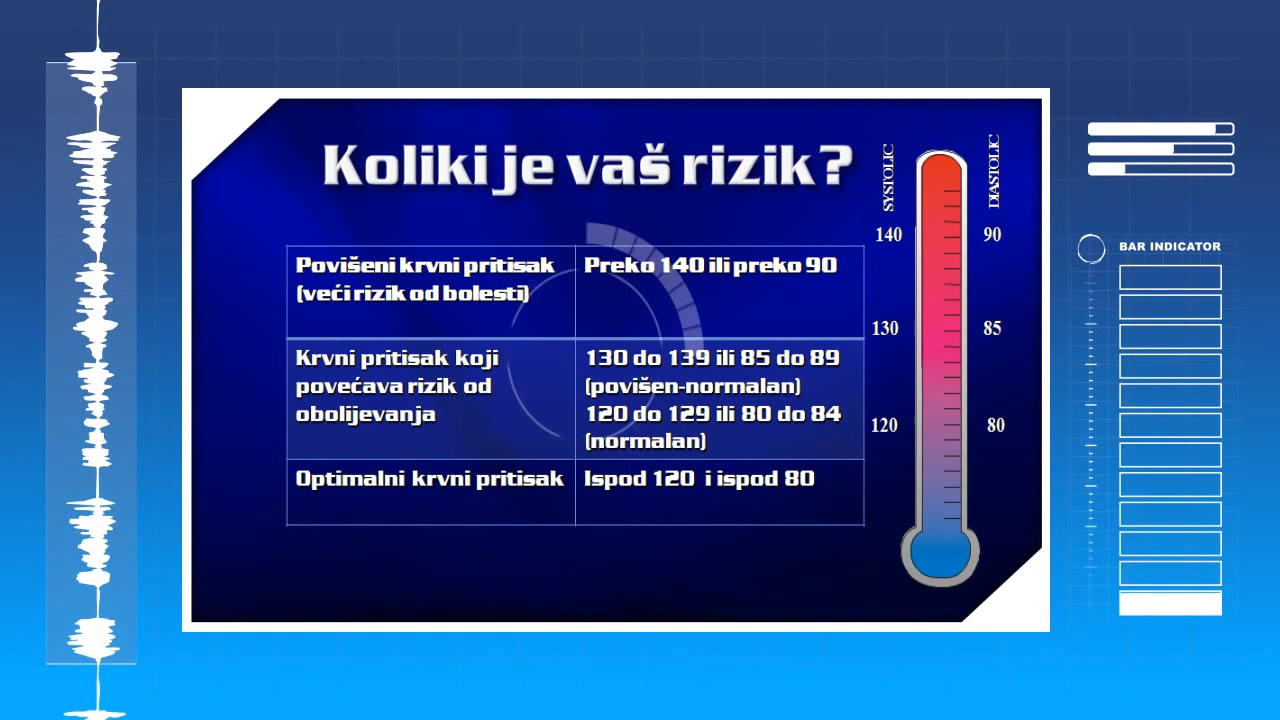 Koliki je vaš rizik?
Povišeni krvni pritisak
(veći rizik od bolesti)
Preko 140 ili preko 90
Krvni pritisak koji
povećava rizik od
obolijevanja
130 do 139 ili 85 do 89
(povišen-normalan)
120 do 129 ili 80 do 84
(normalan)
Optimalni krvni pritisak
Ispod 120 i ispod 80
SYSTOLIC
DIASTOLIC
140
90
130
85
120
80
BAR INDICATOR